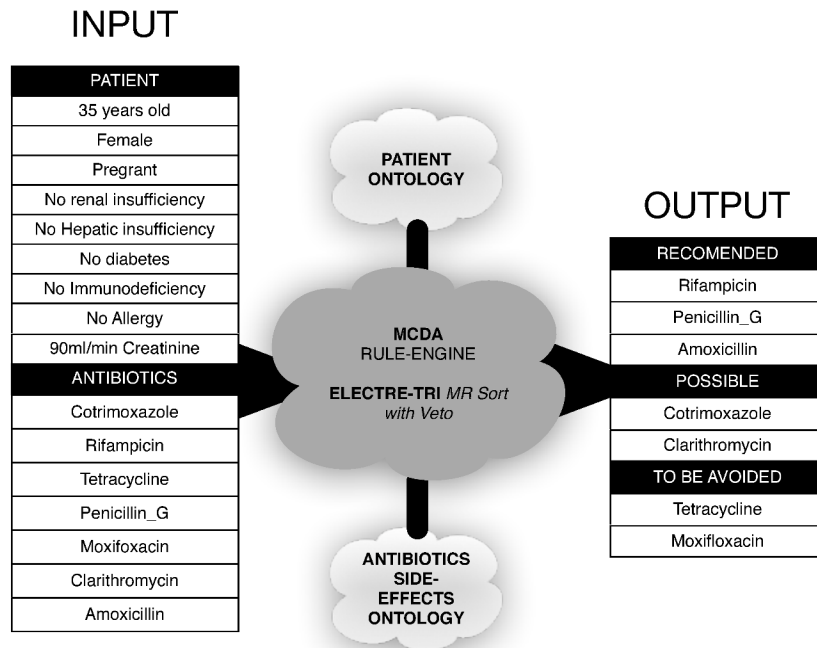 INPUT
PATIENT
35 years old
Female
Pregrant
No renal insufficiency
No Hepatic insufficiency
No diabetes
No Immunodeficiency
No Allergy
90ml/min Creatinine
ANTIBIOTICS
Cotrimoxazole
Rifampicin
Tetracycline
Penicillin_G
Moxifoxacin
Clarithromycin
Amoxicillin
PATIENT
ONTOLOGY
MCDA
RULE-ENGINE
ELECTRE-TRI MR Sort
with Veto
ANTIBIOTICS
SIDE-
EFFECTS
ONTOLOGY
OUTPUT
RECOMENDED
Rifampicin
Penicillin_G
Amoxicillin
POSSIBLE
Cotrimoxazole
Clarithromycin
TO BE AVOIDED
Tetracycline
Moxifloxacin